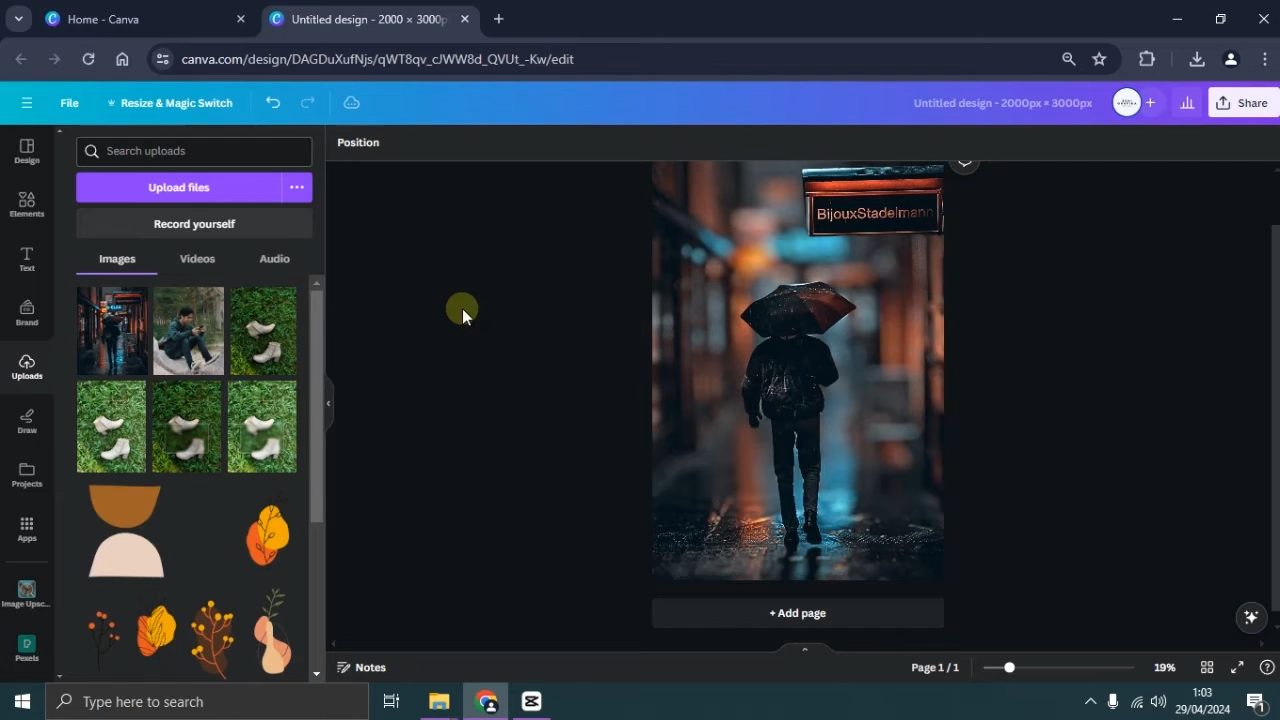 Home - Canva
Untitled design - 2000 × 3000p
canva.com/design/DAGDuXufNjs/qWT8qv_cJWW8d_QVUt_-Kw/edit
File
Resize & Magic Switch
Untitled design - 2000px × 3000px
Share
Design
Elements
Text
Brand
Uploads
Draw
Projects
Apps
Image Upsc...
Pexels
Search uploads
Upload files
Record yourself
Images
Videos
Audio
Position
BijouxStadelmann
+ Add page
Notes
Page 1 / 1
19%
Type here to search
1:03
29/04/2024
1